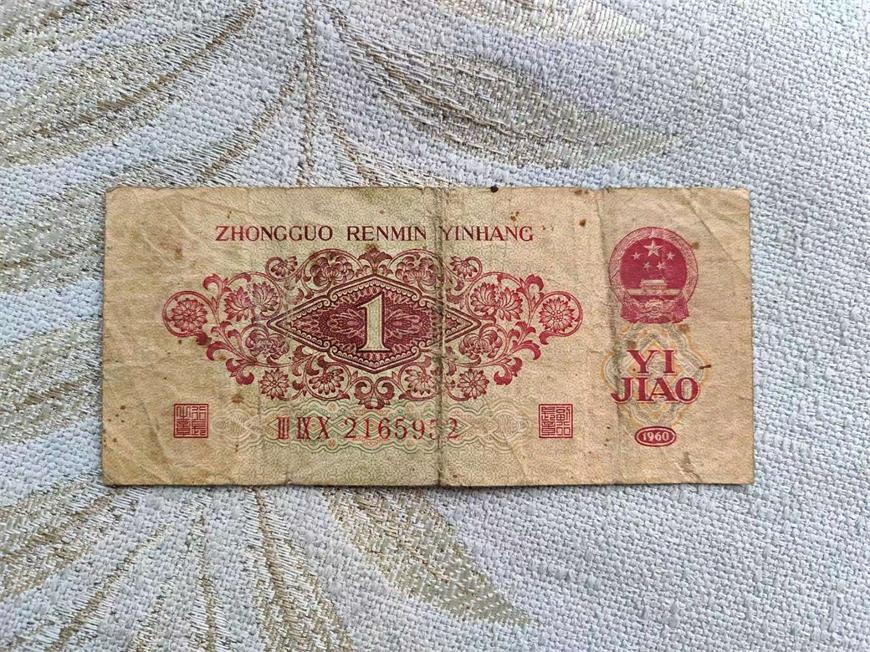 ZHONGGUO RENMIN YINHANG
1
YI
JIAO
III IX X 2165952
1960